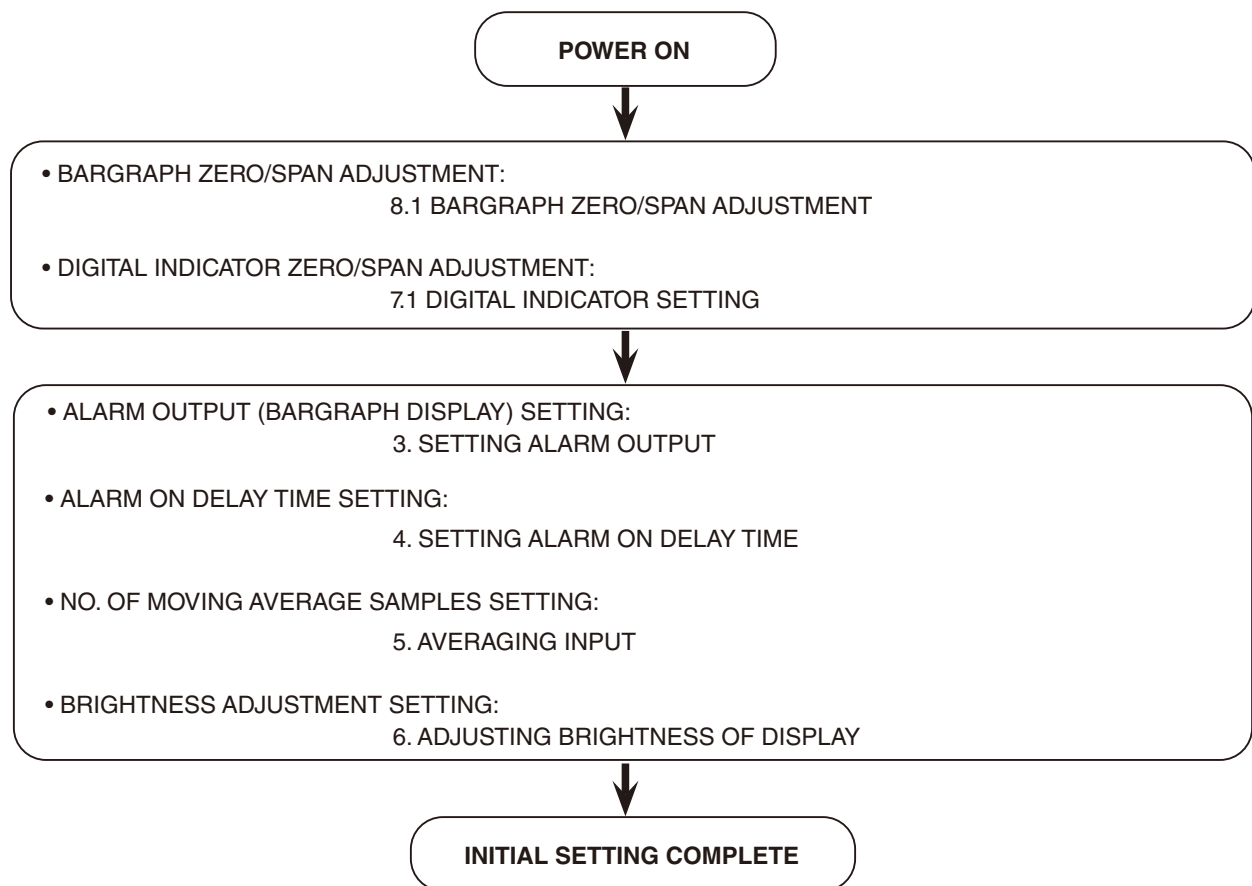 POWER ON
• BARGRAPH ZERO/SPAN ADJUSTMENT:
8.1 BARGRAPH ZERO/SPAN ADJUSTMENT
• DIGITAL INDICATOR ZERO/SPAN ADJUSTMENT:
7.1 DIGITAL INDICATOR SETTING
• ALARM OUTPUT (BARGRAPH DISPLAY) SETTING:
3. SETTING ALARM OUTPUT
• ALARM ON DELAY TIME SETTING:
4. SETTING ALARM ON DELAY TIME
• NO. OF MOVING AVERAGE SAMPLES SETTING:
5. AVERAGING INPUT
• BRIGHTNESS ADJUSTMENT SETTING:
6. ADJUSTING BRIGHTNESS OF DISPLAY
INITIAL SETTING COMPLETE